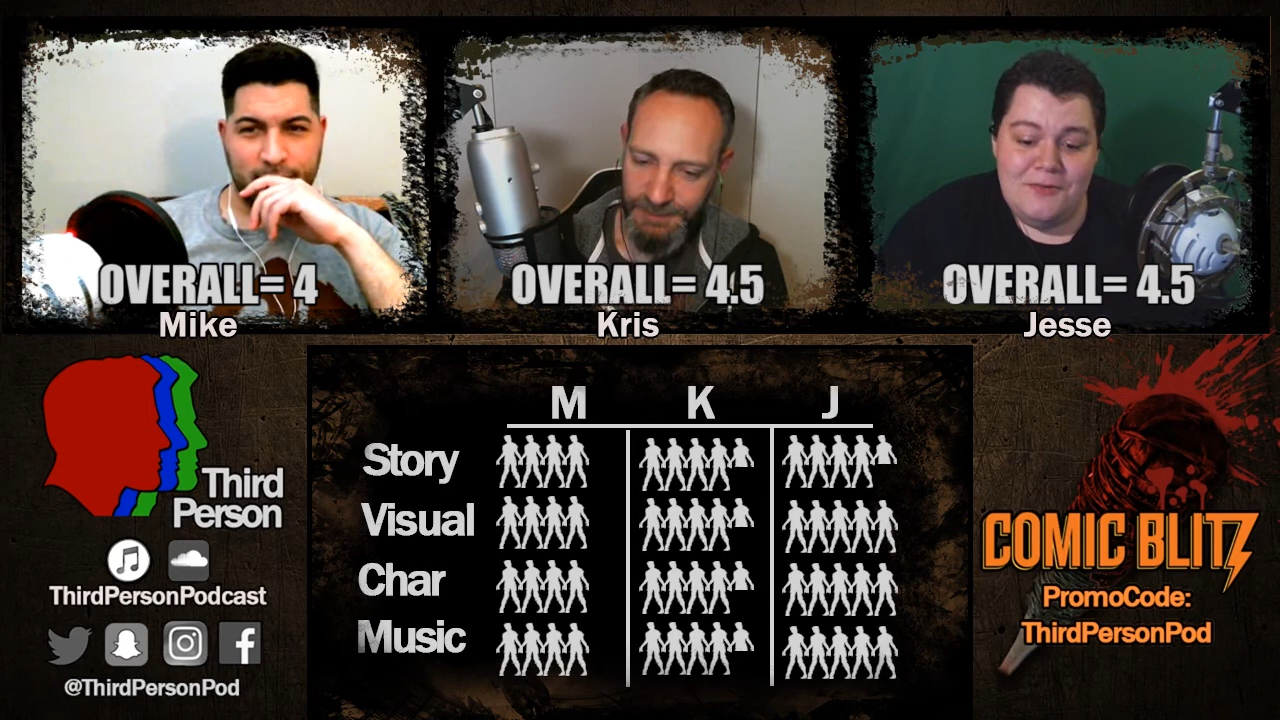 OVERALL= 4
OVERALL= 4.5
OVERALL= 4.5
Mike
Kris
Jesse
M K J
Story
Visual
Char
Music
Third
Person
ThirdPersonPodcast
@ThirdPersonPod
COMIC BLITZ
PromoCode:
ThirdPersonPod